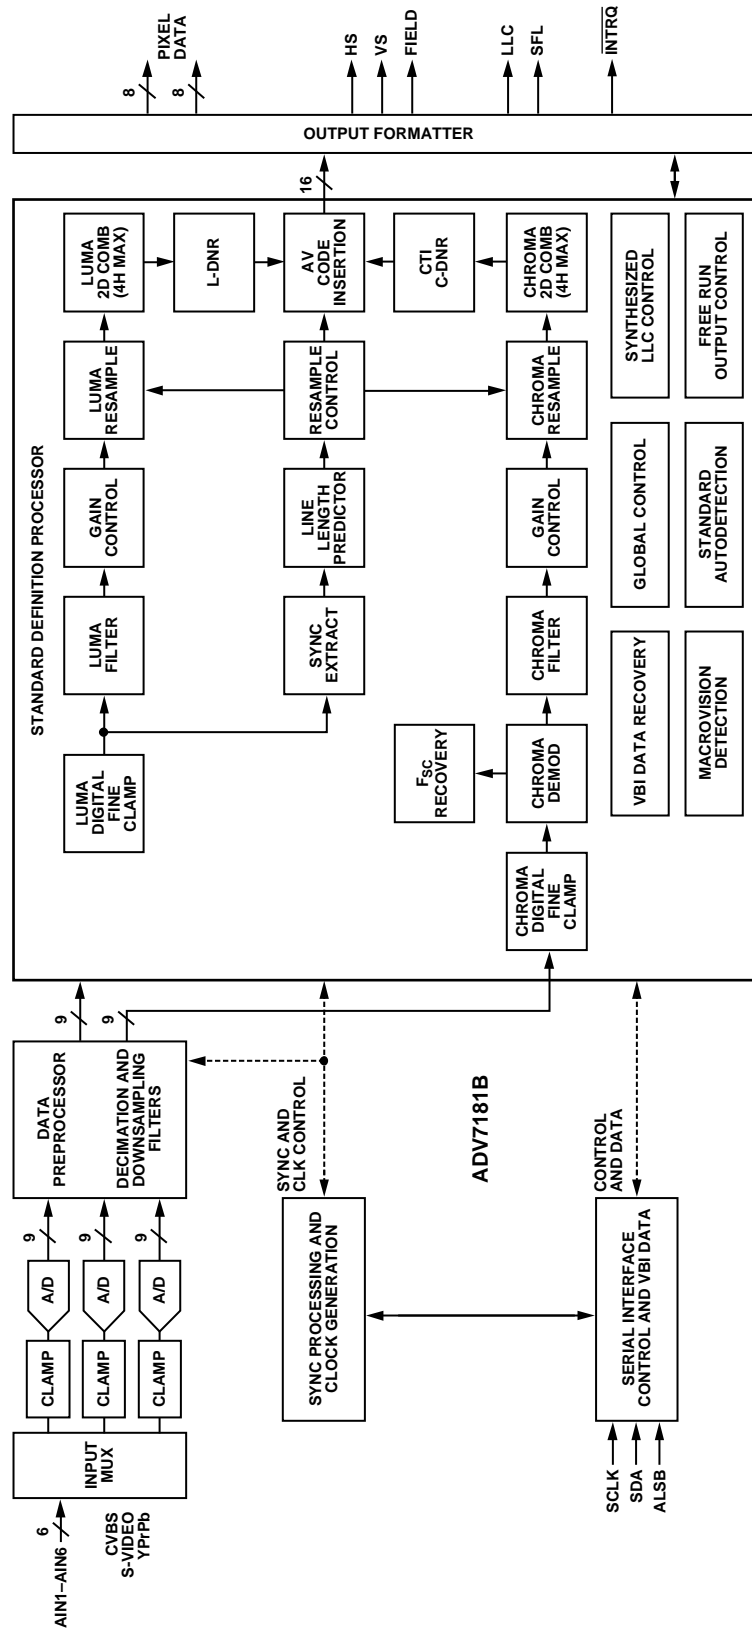 AIN1–AIN6
6
CVBS
S-VIDEO
YPrPb
INPUT
MUX
CLAMP
A/D
9
CLAMP
A/D
9
CLAMP
A/D
9
DATA
PREPROCESSOR
DECIMATION AND
DOWNSAMPLING
FILTERS
9
9
SYNC PROCESSING AND
CLOCK GENERATION
SYNC AND
CLK CONTROL
ADV7181B
SCLK
SDA
ALSB
SERIAL INTERFACE
CONTROL AND VBI DATA
CONTROL
AND DATA
STANDARD DEFINITION PROCESSOR
LUMA
DIGITAL
FINE
CLAMP
LUMA
FILTER
GAIN
CONTROL
LUMA
RESAMPLE
LUMA
2D COMB
(4H MAX)
L-DNR
SYNC
EXTRACT
LINE
LENGTH
PREDICTOR
RESAMPLE
CONTROL
AV
CODE
INSERTION
16
FSC
RECOVERY
CTI
C-DNR
CHROMA
DIGITAL
FINE
CLAMP
CHROMA
DEMOD
CHROMA
FILTER
GAIN
CONTROL
CHROMA
RESAMPLE
CHROMA
2D COMB
(4H MAX)
VBI DATA RECOVERY
GLOBAL CONTROL
SYNTHESIZED
LLC CONTROL
MACROVISION
DETECTION
STANDARD
AUTODETECTION
FREE RUN
OUTPUT CONTROL
OUTPUT FORMATTER
8
8
PIXEL
DATA
HS
VS
FIELD
LLC
SFL
INTRQ